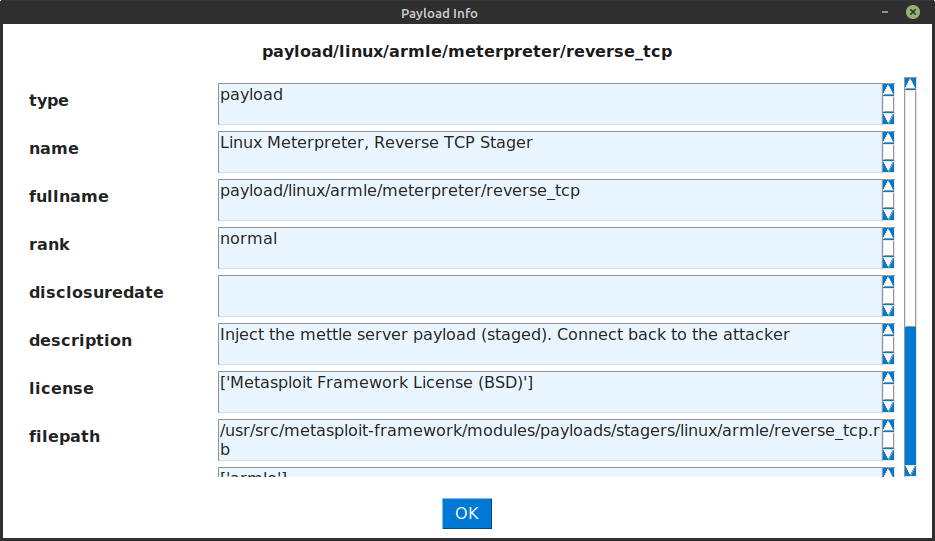 Payload Info
payload/linux/armle/meterpreter/reverse_tcp
type
payload
name
Linux Meterpreter, Reverse TCP Stager
fullname
payload/linux/armle/meterpreter/reverse_tcp
rank
normal
disclosuredate
description
Inject the mettle server payload (staged). Connect back to the attacker
license
['Metasploit Framework License (BSD)']
filepath
/usr/src/metasploit-framework/modules/payloads/stagers/linux/armle/reverse_tcp.r
b
['armle']
OK